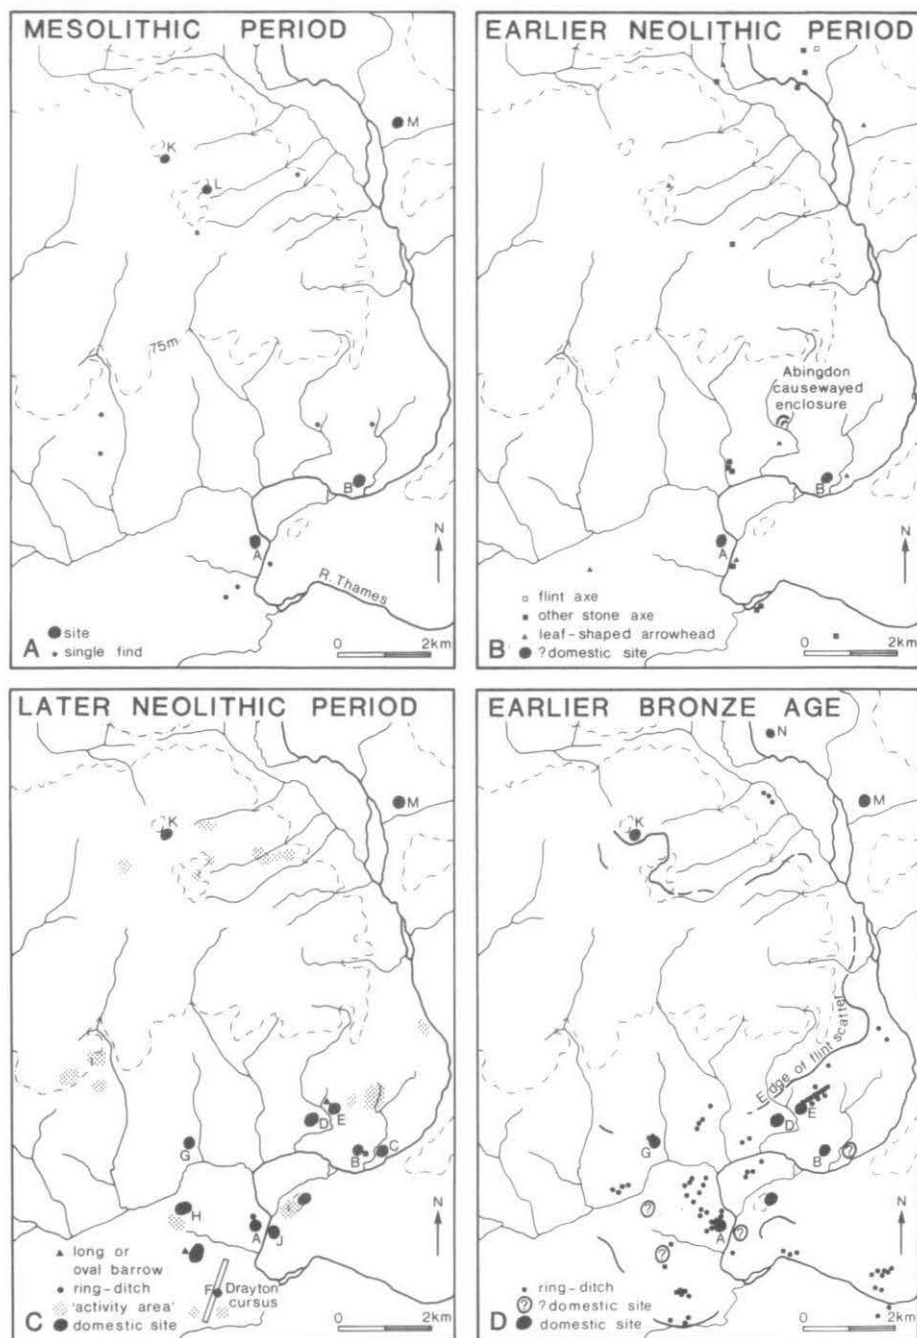 MESOLITHIC PERIOD
M
K
L
75m
B
A
R. Thames
N
site
single find
A
0 2km
EARLIER NEOLITHIC PERIOD
Abingdon
causewayed
enclosure
B
A
N
flint axe
other stone axe
leaf-shaped arrowhead
? domestic site
B
0 2km
LATER NEOLITHIC PERIOD
M
K
E
D
G
B
C
H
A
J
N
F
Drayton
cursus
long or
oval barrow
ring-ditch
'activity area'
domestic site
C
0 2km
EARLIER BRONZE AGE
N
M
K
Edge of flint scatter
E
D
G
B
?
?
A
?
?
N
ring-ditch
? ?domestic site
domestic site
D
0 2km